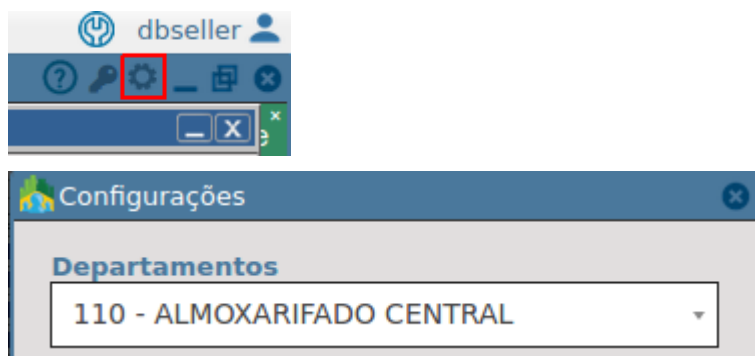 dbseller
Configurações
Departamentos
110 - ALMOXARIFADO CENTRAL